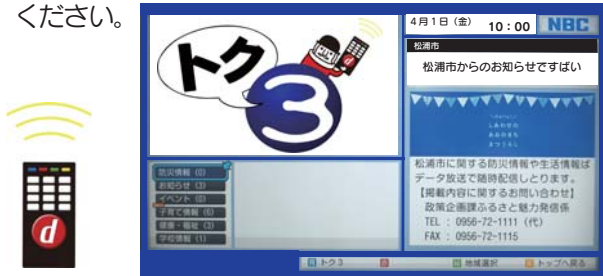 ください。
4月1日（金） 10：00 NBC
松浦市
松浦市からのお知らせですばい
トク
3
しあわせの
あおのまち
まつうらし
防災情報（0）
お知らせ（3）
イベント（0）
子育て情報（6）
健康・福祉（3）
学校情報（1）
松浦市に関する防災情報や生活情報ば
データ放送で随時配信しとります。
【掲載内容に関するお問い合わせ】
政策企画課ふるさと魅力発信係
TEL ： 0956-72-1111（代）
FAX ： 0956-72-1115
d
トク3
地域選択
トップへ戻る